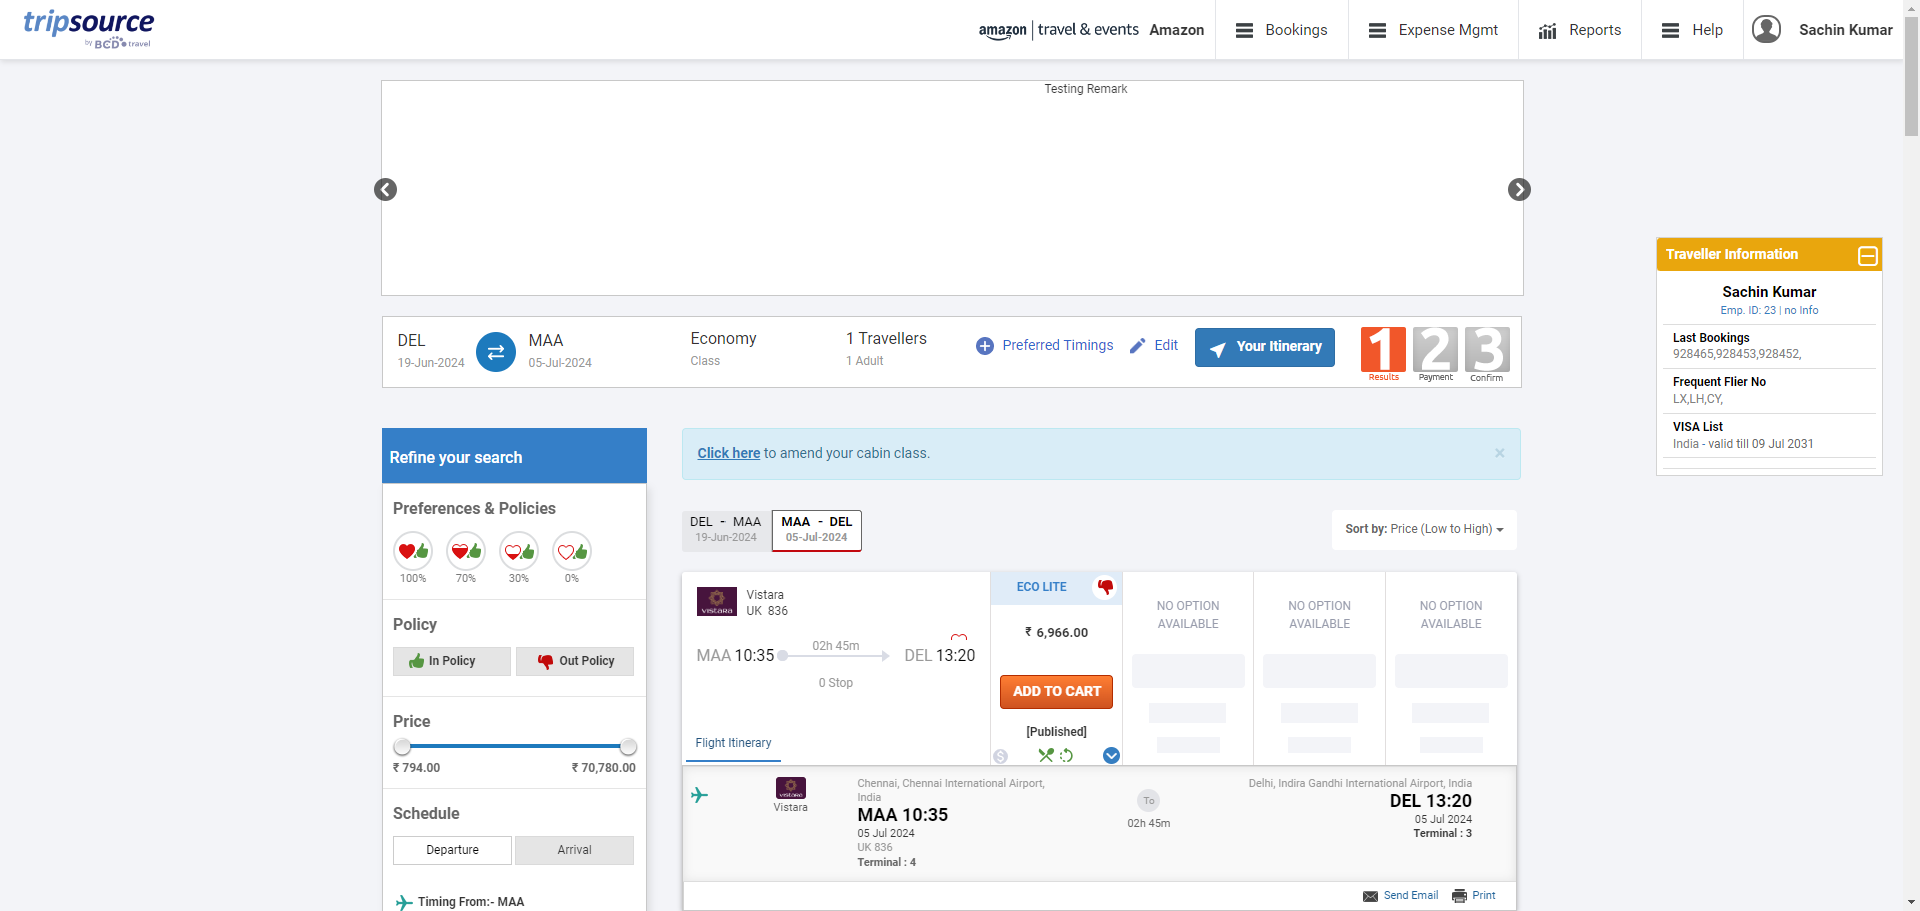 tripsource
by BCD travel
amazon | travel & events Amazon
Bookings
Expense Mgmt
Reports
Help
Sachin Kumar
Testing Remark
DEL
19-Jun-2024
MAA
05-Jul-2024
Economy
Class
1 Travellers
1 Adult
Preferred Timings
Edit
Your Itinerary
1 2 3
Results Payment Confirm
Traveller Information
Sachin Kumar
Emp. ID: 23 | no Info
Last Bookings
928465,928453,928452,
Frequent Flier No
LX,LH,CY,
VISA List
India - valid till 09 Jul 2031
Refine your search
Preferences & Policies
100% 70% 30% 0%
Policy
In Policy Out Policy
Price
₹ 794.00 ₹ 70,780.00
Schedule
Departure Arrival
Timing From:- MAA
Click here to amend your cabin class. ×
DEL - MAA
19-Jun-2024
MAA - DEL
05-Jul-2024
Sort by: Price (Low to High)
VISTARA
Vistara
UK 836
MAA 10:35
02h 45m
0 Stop
DEL 13:20
Flight Itinerary
ECO LITE
₹ 6,966.00
ADD TO CART
[Published]
NO OPTION
AVAILABLE
NO OPTION
AVAILABLE
NO OPTION
AVAILABLE
VISTARA
Vistara
Chennai, Chennai International Airport,
India
MAA 10:35
05 Jul 2024
UK 836
Terminal : 4
To
02h 45m
Delhi, Indira Gandhi International Airport, India
DEL 13:20
05 Jul 2024
Terminal : 3
Send Email Print